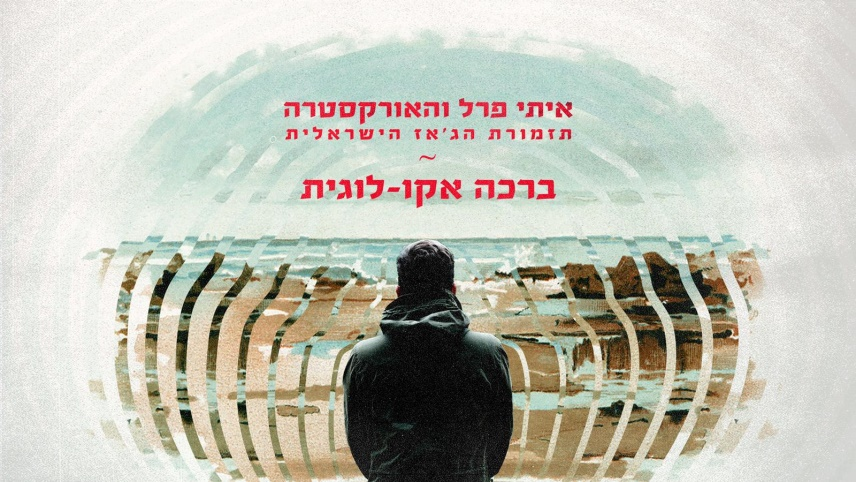 איתי פרל והאורקסטרה
תזמורת הג'אז הישראלית
~
ברכה אקו-לוגית